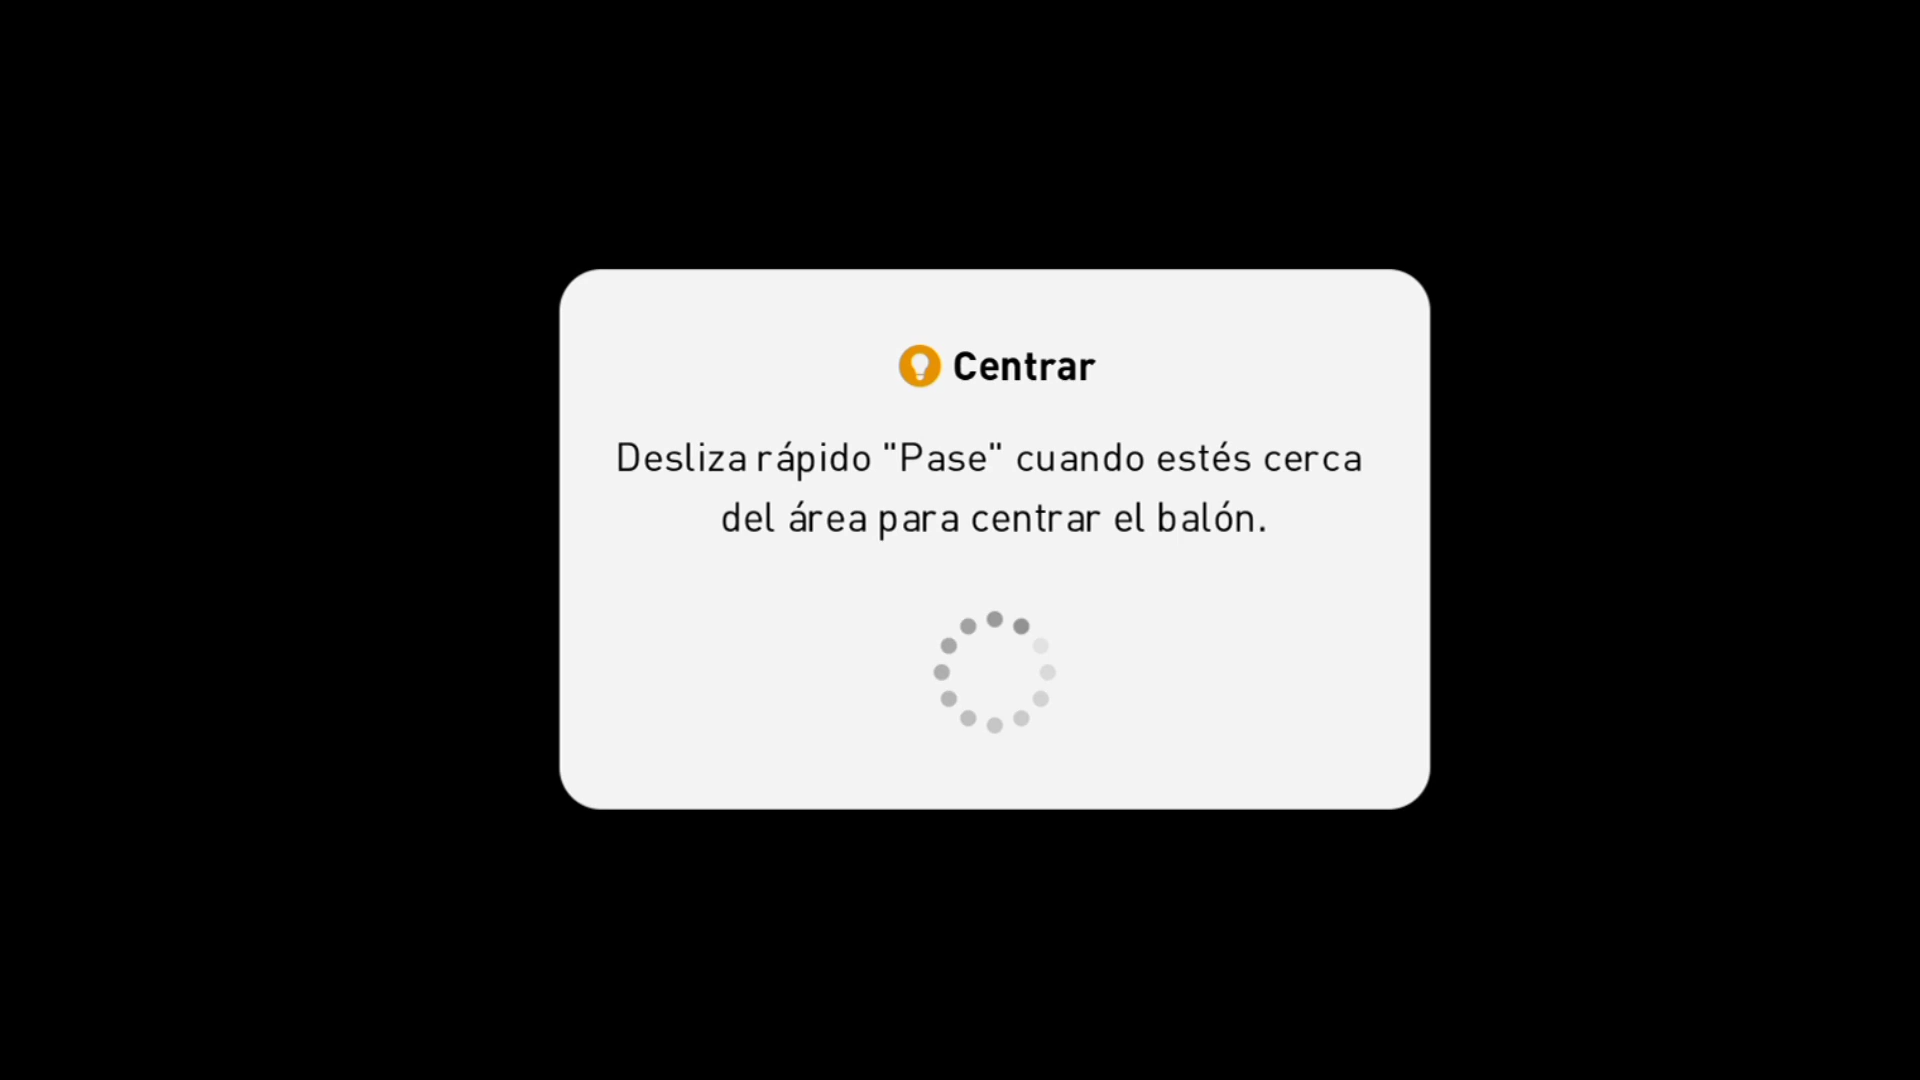 Centrar
Desliza rápido "Pase" cuando estés cerca
del área para centrar el balón.